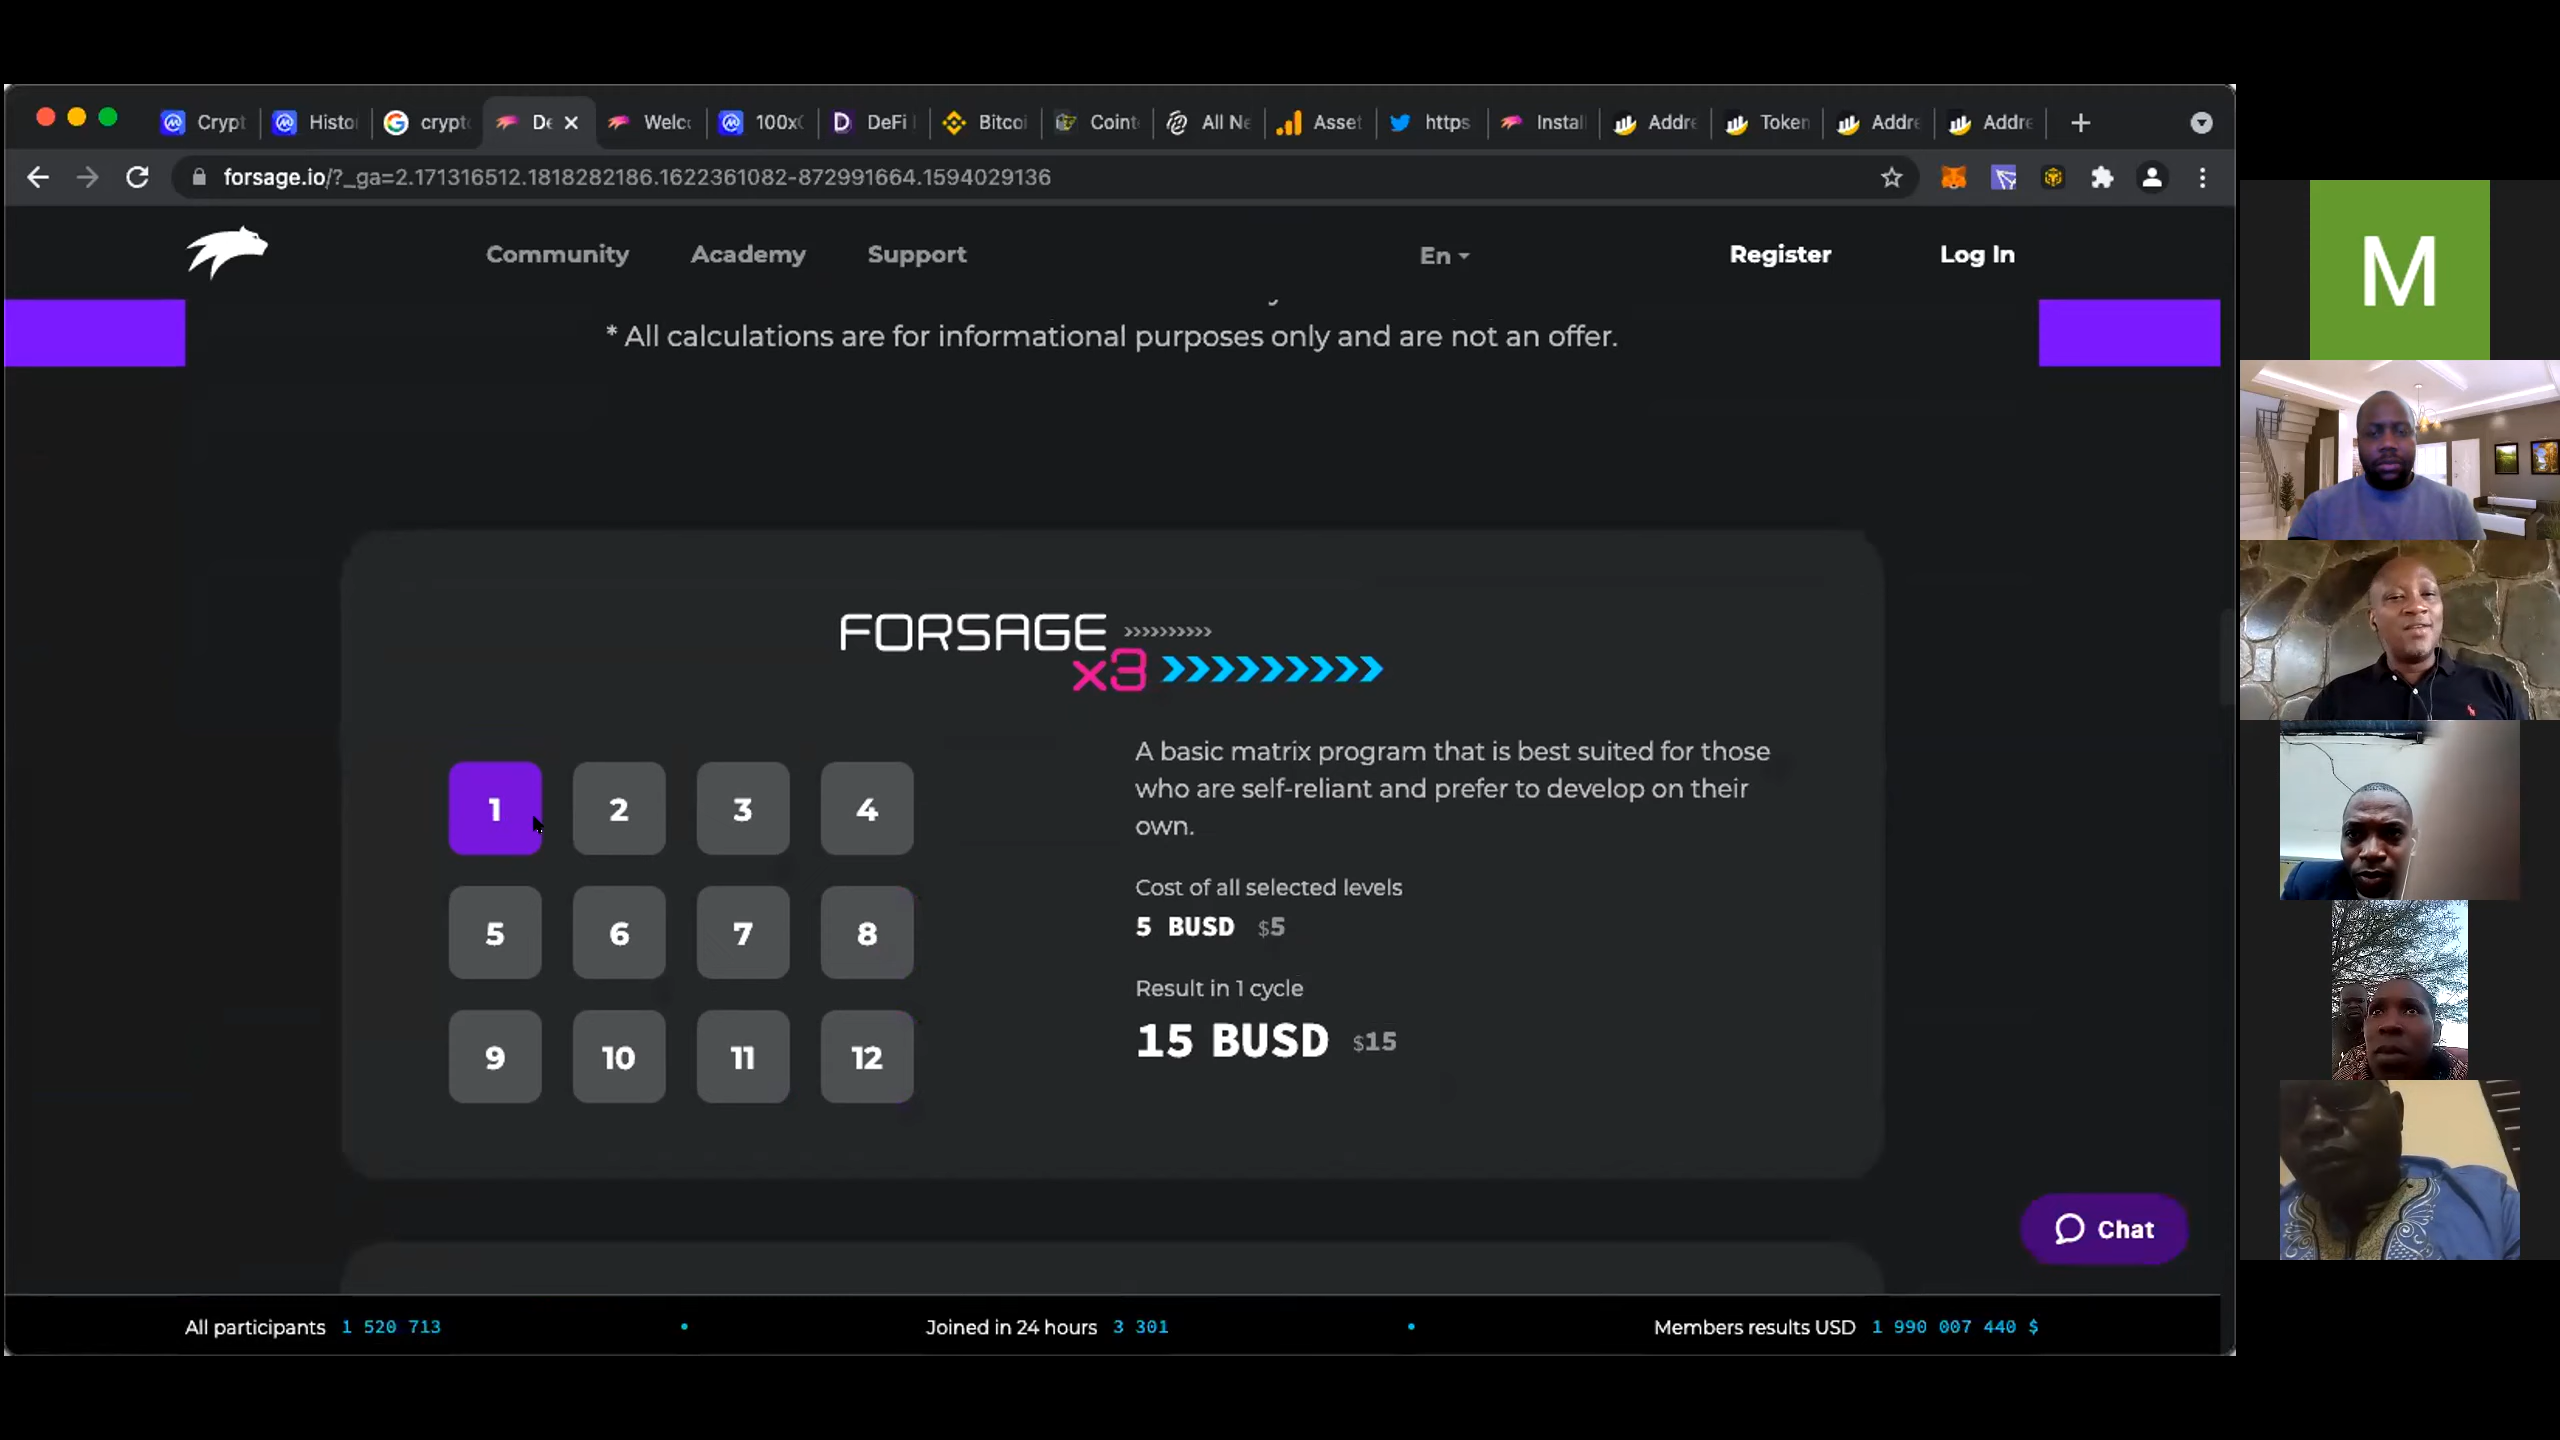 Crypt
Histo
crypto
De
Welco
100x(
DeFi
Bitcoi
Coint
All Ne
Asset
https
Instal
Addre
Token
Addre
Addre
forsage.io/?_ga=2.171316512.1818282186.1622361082-872991664.1594029136
Community
Academy
Support
En
Register
Log In
* All calculations are for informational purposes only and are not an offer.
M
FORSAGE
x3
1 2 3 4
5 6 7 8
9 10 11 12
A basic matrix program that is best suited for those
who are self-reliant and prefer to develop on their
own.
Cost of all selected levels
5 BUSD $5
Result in 1 cycle
15 BUSD $15
Chat
All participants 1 520 713 • Joined in 24 hours 3 301 • Members results USD 1 990 007 440 $